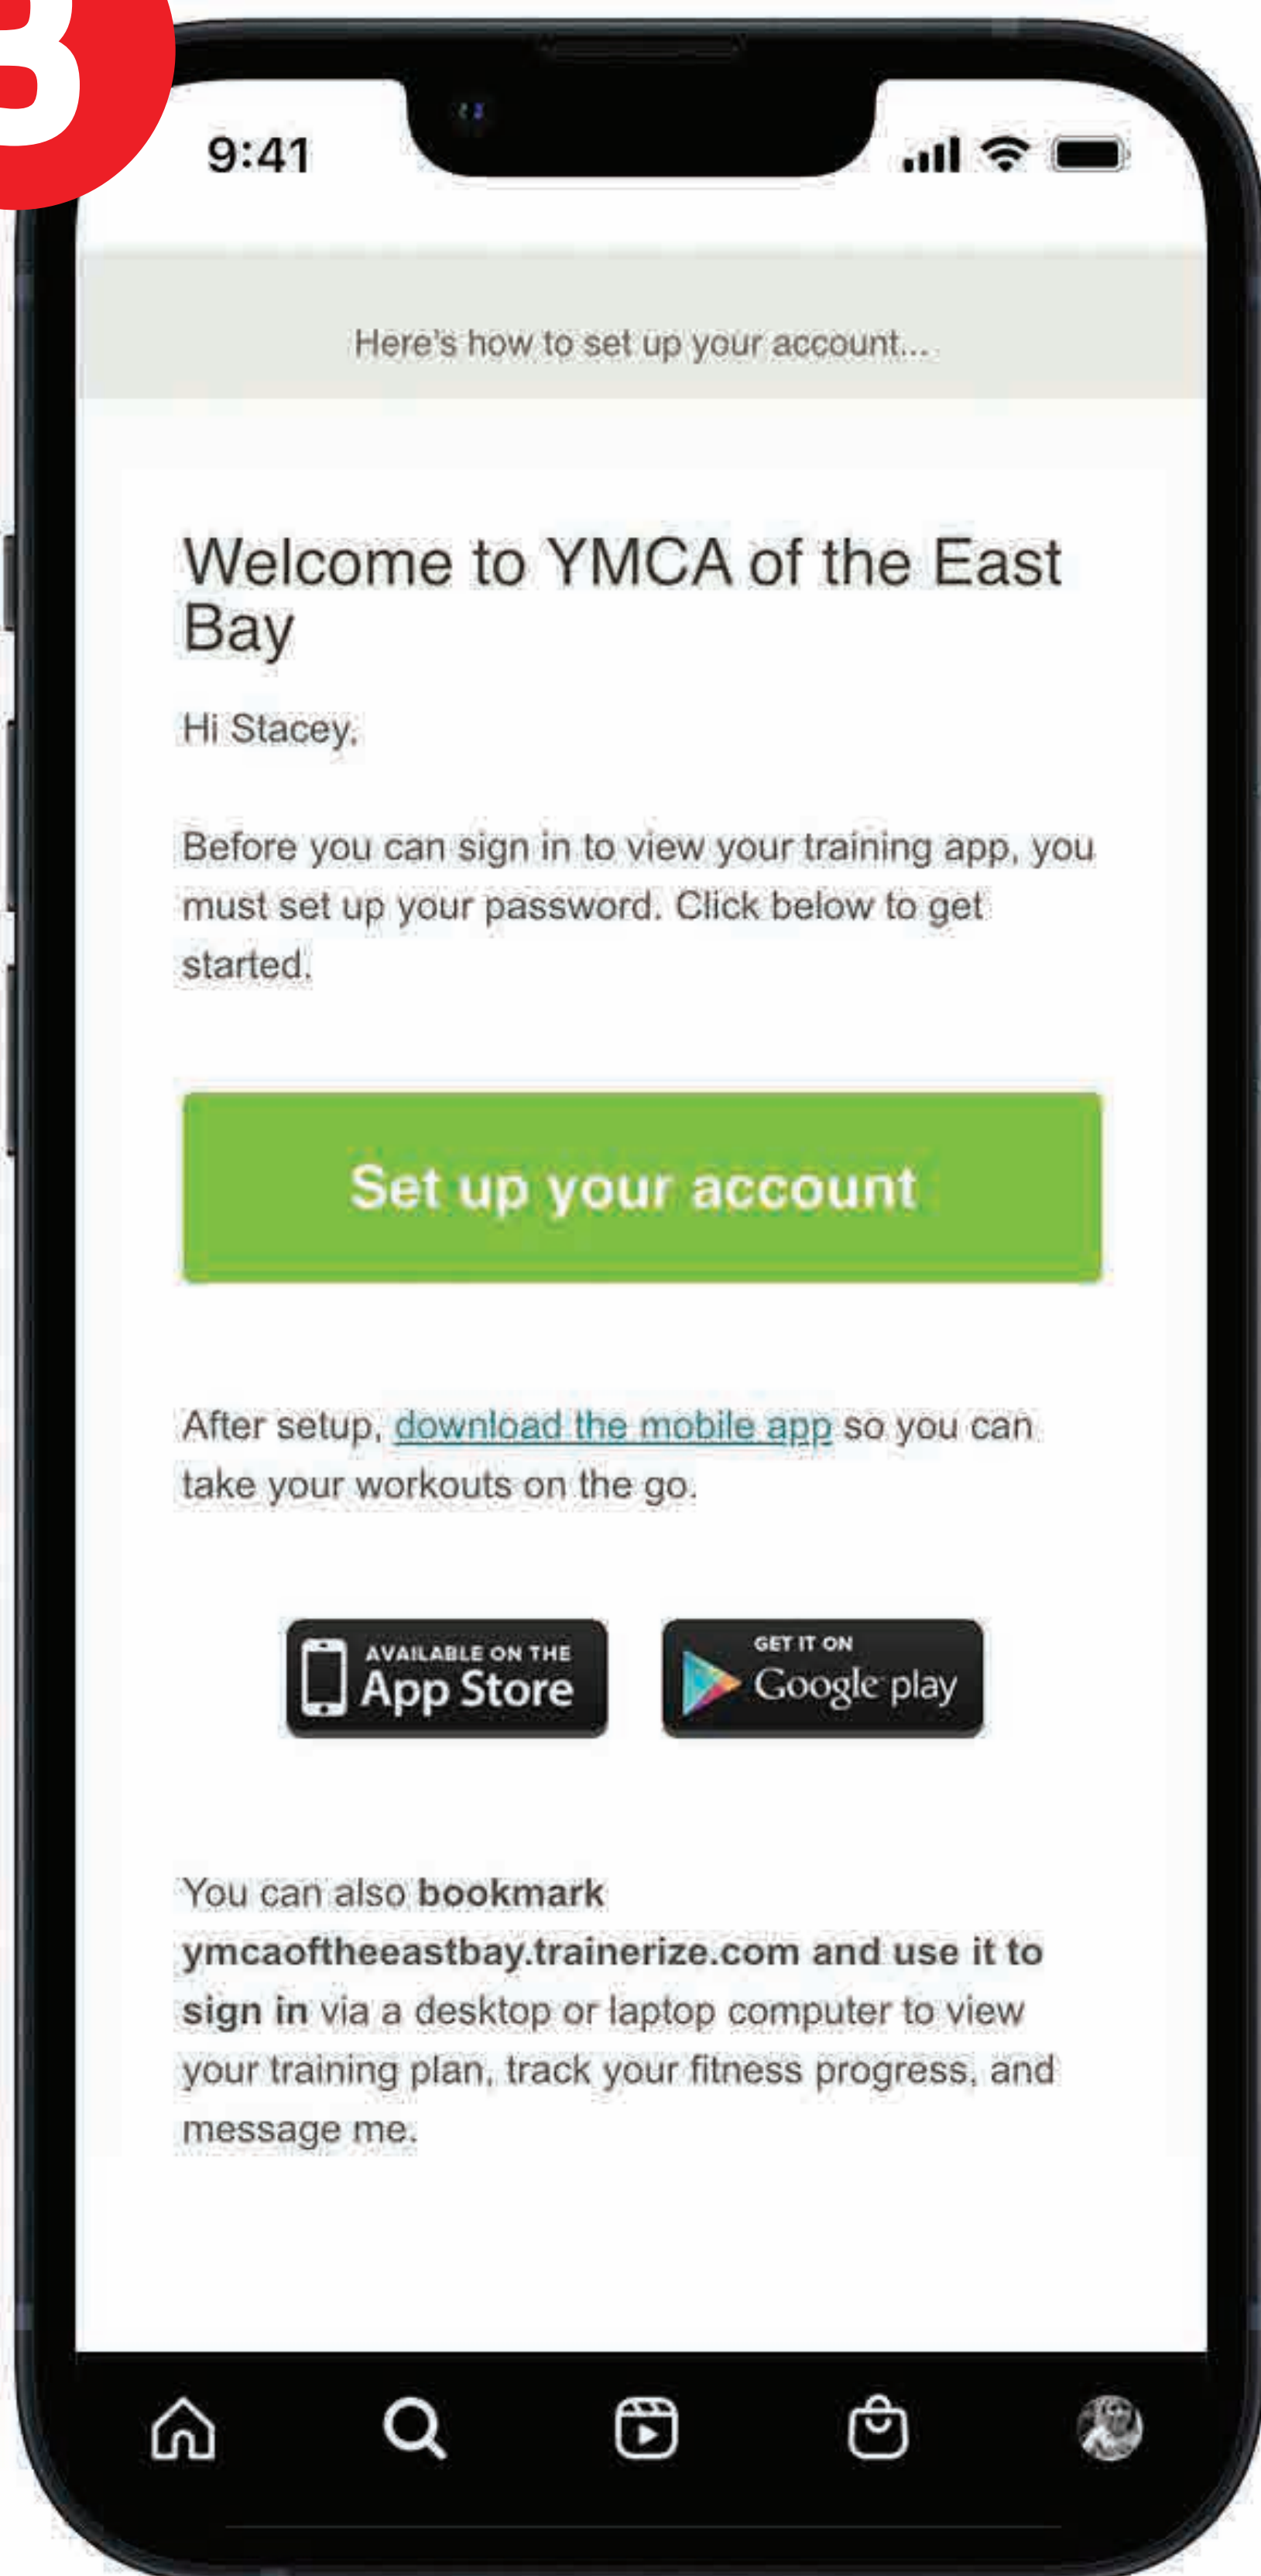 3
9:41
Here's how to set up your account...
Welcome to YMCA of the East
Bay
Hi Stacey,
Before you can sign in to view your training app, you
must set up your password. Click below to get
started.
Set up your account
After setup, download the mobile app so you can
take your workouts on the go.
AVAILABLE ON THE
App Store
GET IT ON
Google play
You can also bookmark
ymcaoftheeastbay.trainerize.com and use it to
sign in via a desktop or laptop computer to view
your training plan, track your fitness progress, and
message me.